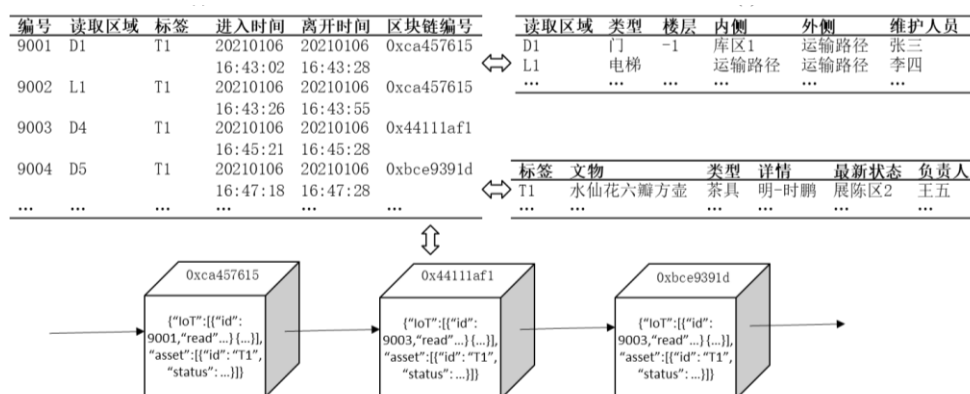 编号 读取区域 标签 进入时间 离开时间 区块链编号
9001 D1 T1 20210106 20210106 0xca457615
16:43:02 16:43:28
9002 L1 T1 20210106 20210106 0xca457615
16:43:26 16:43:55
9003 D4 T1 20210106 20210106 0x44111af1
16:45:21 16:45:28
9004 D5 T1 20210106 20210106 0xbce9391d
16:47:18 16:47:28
… … … … … …
读取区域 类型 楼层 内侧 外侧 维护人员
D1 门 -1 库区1 运输路径 张三
L1 电梯 运输路径 运输路径 李四
… … … … … …
标签 文物 类型 详情 最新状态 负责人
T1 水仙花六瓣方壶 茶具 明-时鹏 展陈区2 王五
… … … … … …
0xca457615
{"IoT":[{"id":
9001,"read"…} {…}],
"asset":[{"id": "T1",
"status": …}]}
0x44111af1
{"IoT":[{"id":
9003,"read"…} {…}],
"asset":[{"id": "T1",
"status": …}]}
0xbce9391d
{"IoT":[{"id":
9003,"read"…} {…}],
"asset":[{"id": "T1",
"status": …}]}